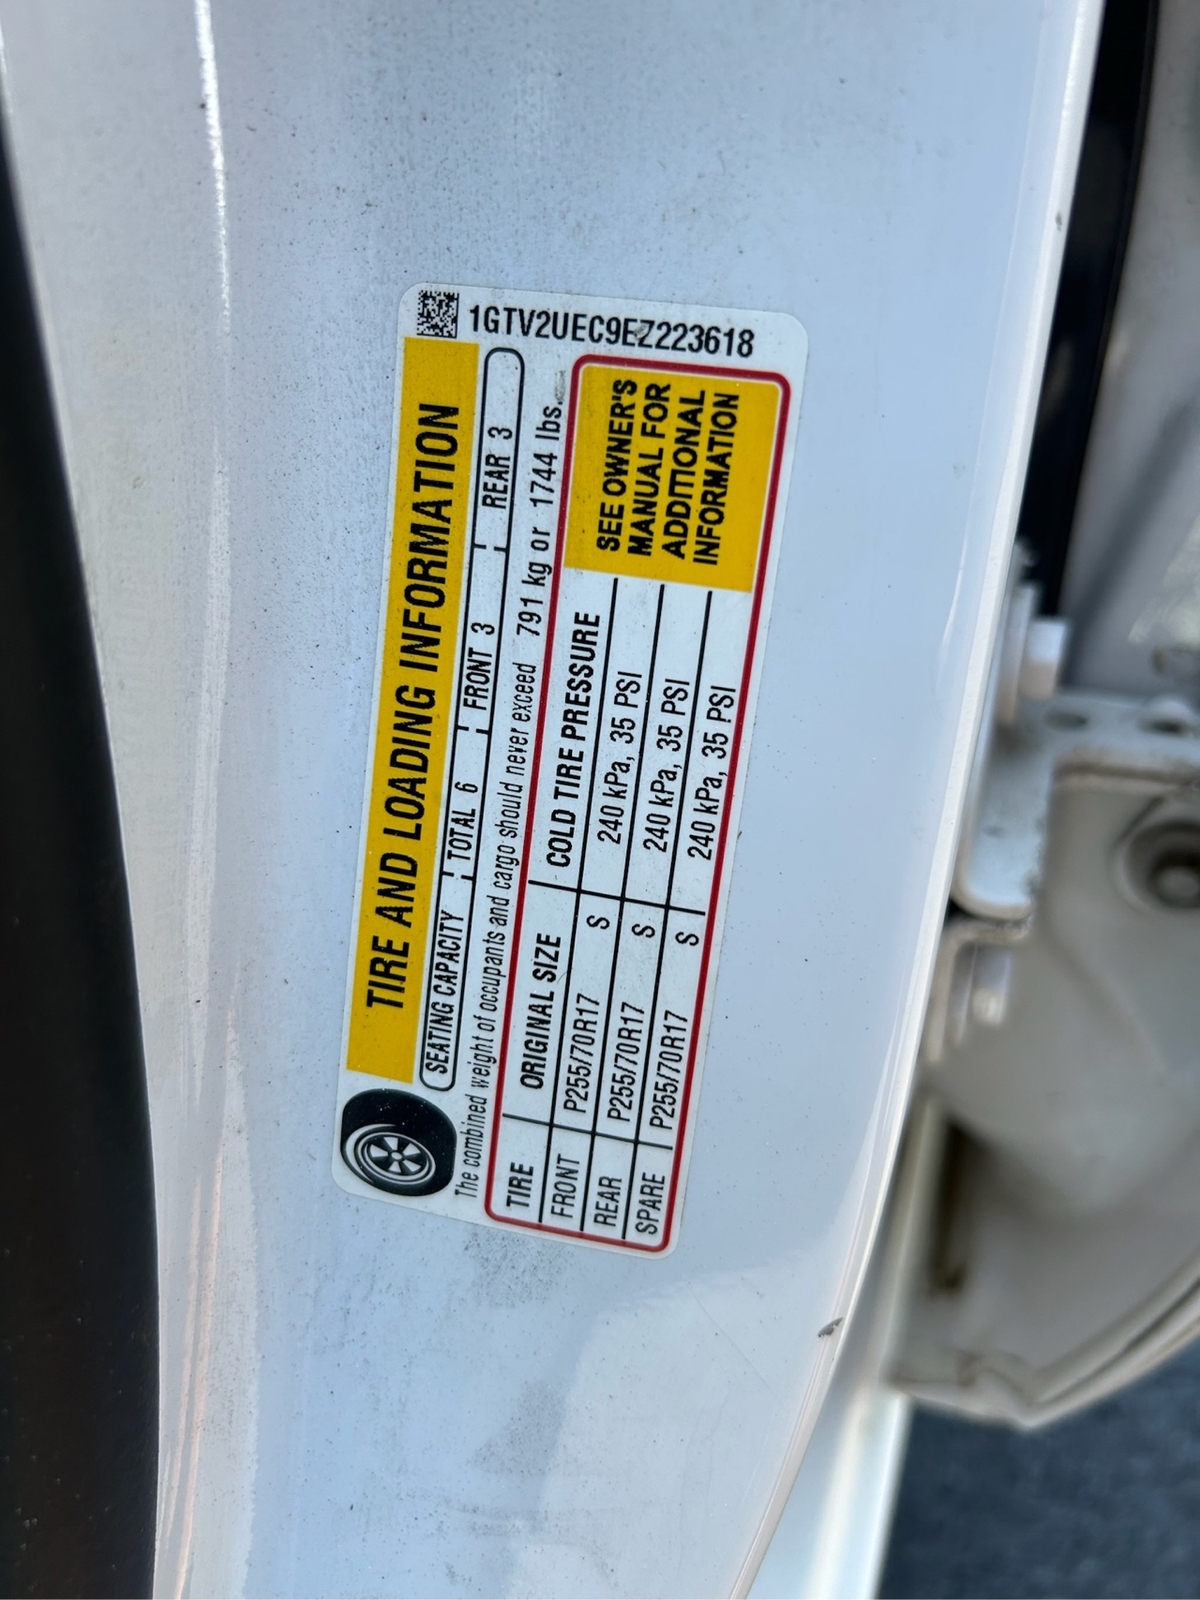 1GTV2UEC9EZ223618
TIRE AND LOADING INFORMATION
SEATING CAPACITY TOTAL 6 FRONT 3 REAR 3
The combined weight of occupants and cargo should never exceed 791 kg or 1744 lbs.
TIRE ORIGINAL SIZE COLD TIRE PRESSURE
FRONT P255/70R17 S 240 kPa, 35 PSI
REAR P255/70R17 S 240 kPa, 35 PSI
SPARE P255/70R17 S 240 kPa, 35 PSI
SEE OWNER'S
MANUAL FOR
ADDITIONAL
INFORMATION